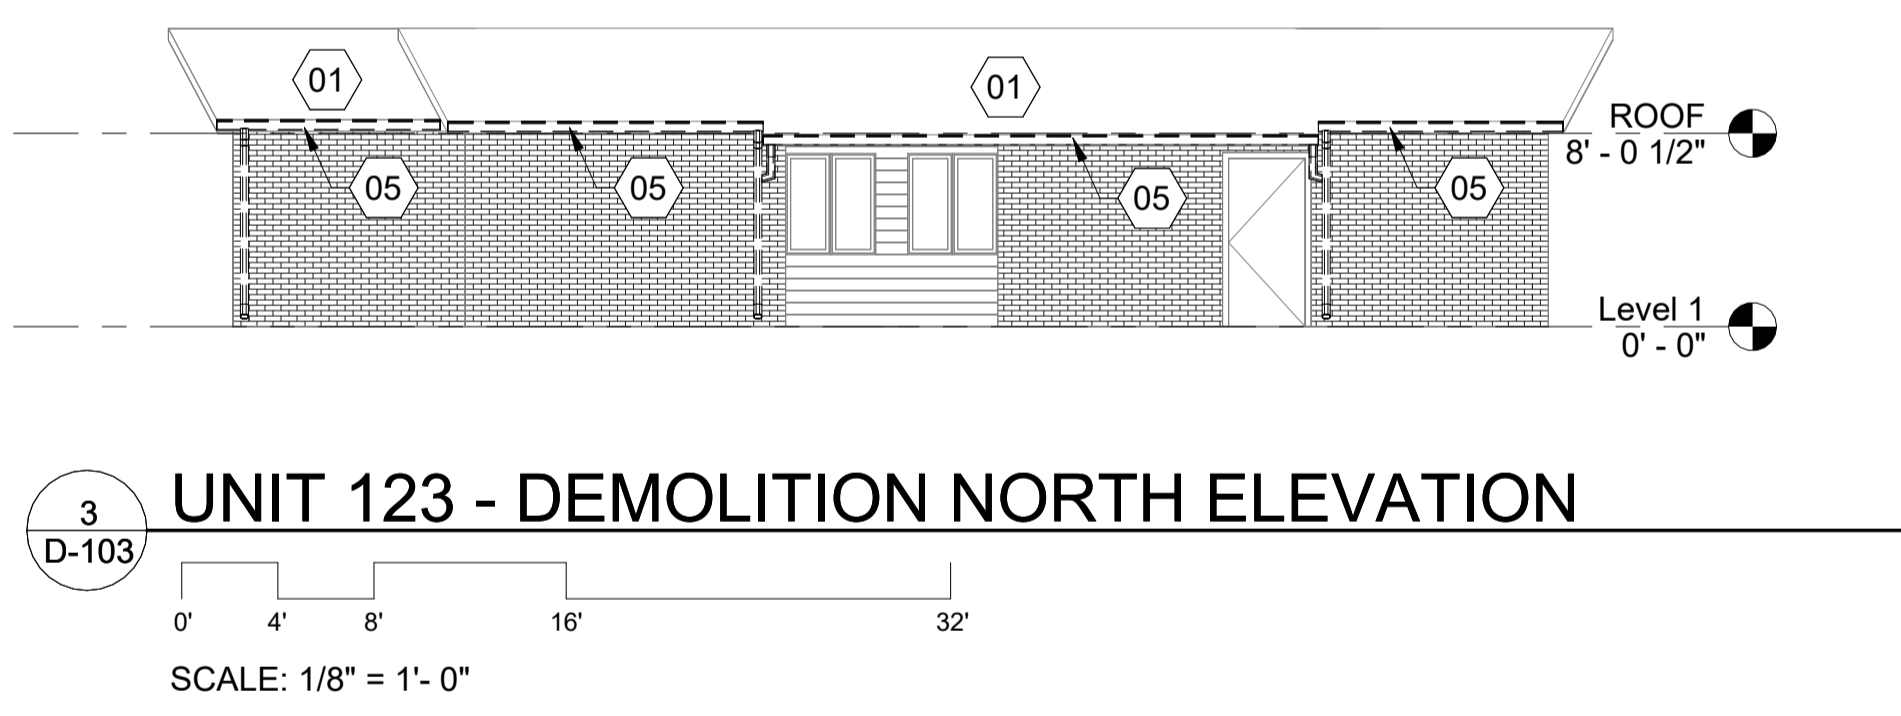 01
01
ROOF
8' - 0 1/2"
05
05
05
05
Level 1
0' - 0"
3
D-103
UNIT 123 - DEMOLITION NORTH ELEVATION
0' 4' 8' 16' 32'
SCALE: 1/8" = 1'- 0"